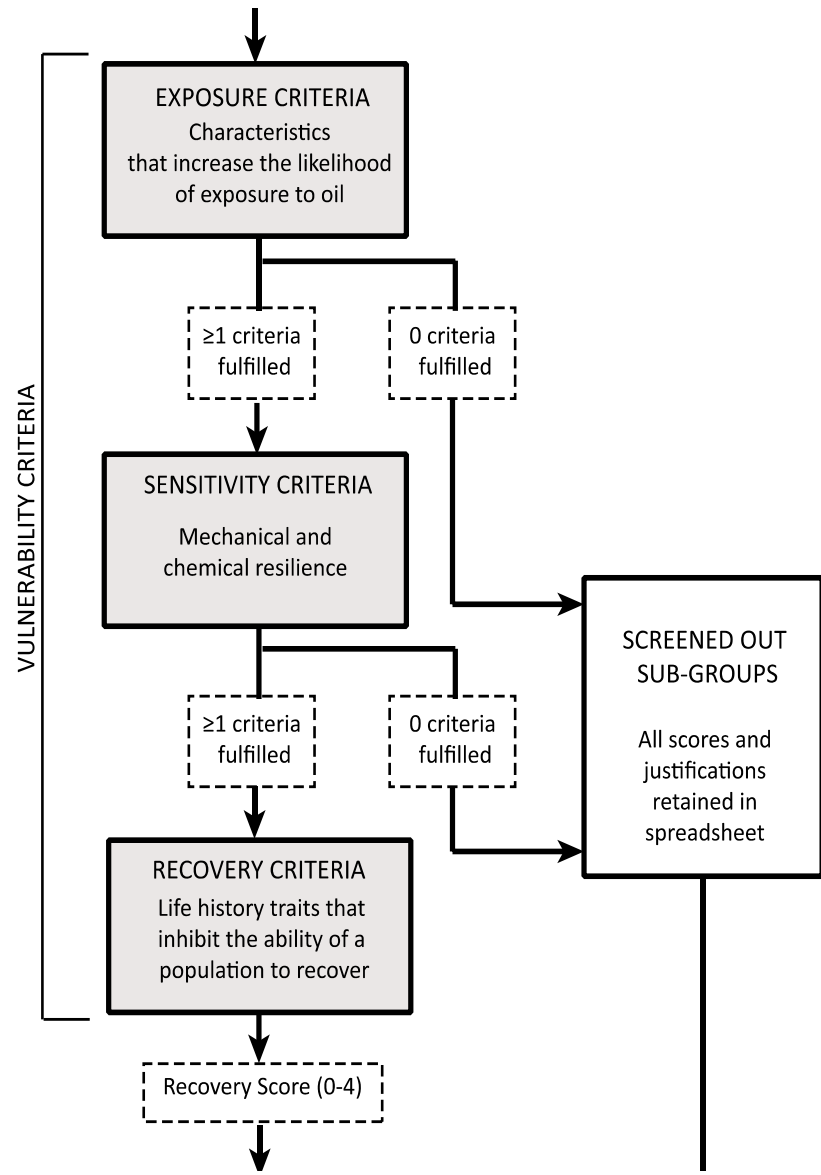 EXPOSURE CRITERIA
Characteristics
that increase the likelihood
of exposure to oil
≥1 criteria
fulfilled
0 criteria
fulfilled
VULNERABILITY CRITERIA
SENSITIVITY CRITERIA
Mechanical and
chemical resilience
≥1 criteria
fulfilled
0 criteria
fulfilled
SCREENED OUT
SUB-GROUPS
All scores and
justifications
retained in
spreadsheet
RECOVERY CRITERIA
Life history traits that
inhibit the ability of a
population to recover
Recovery Score (0-4)